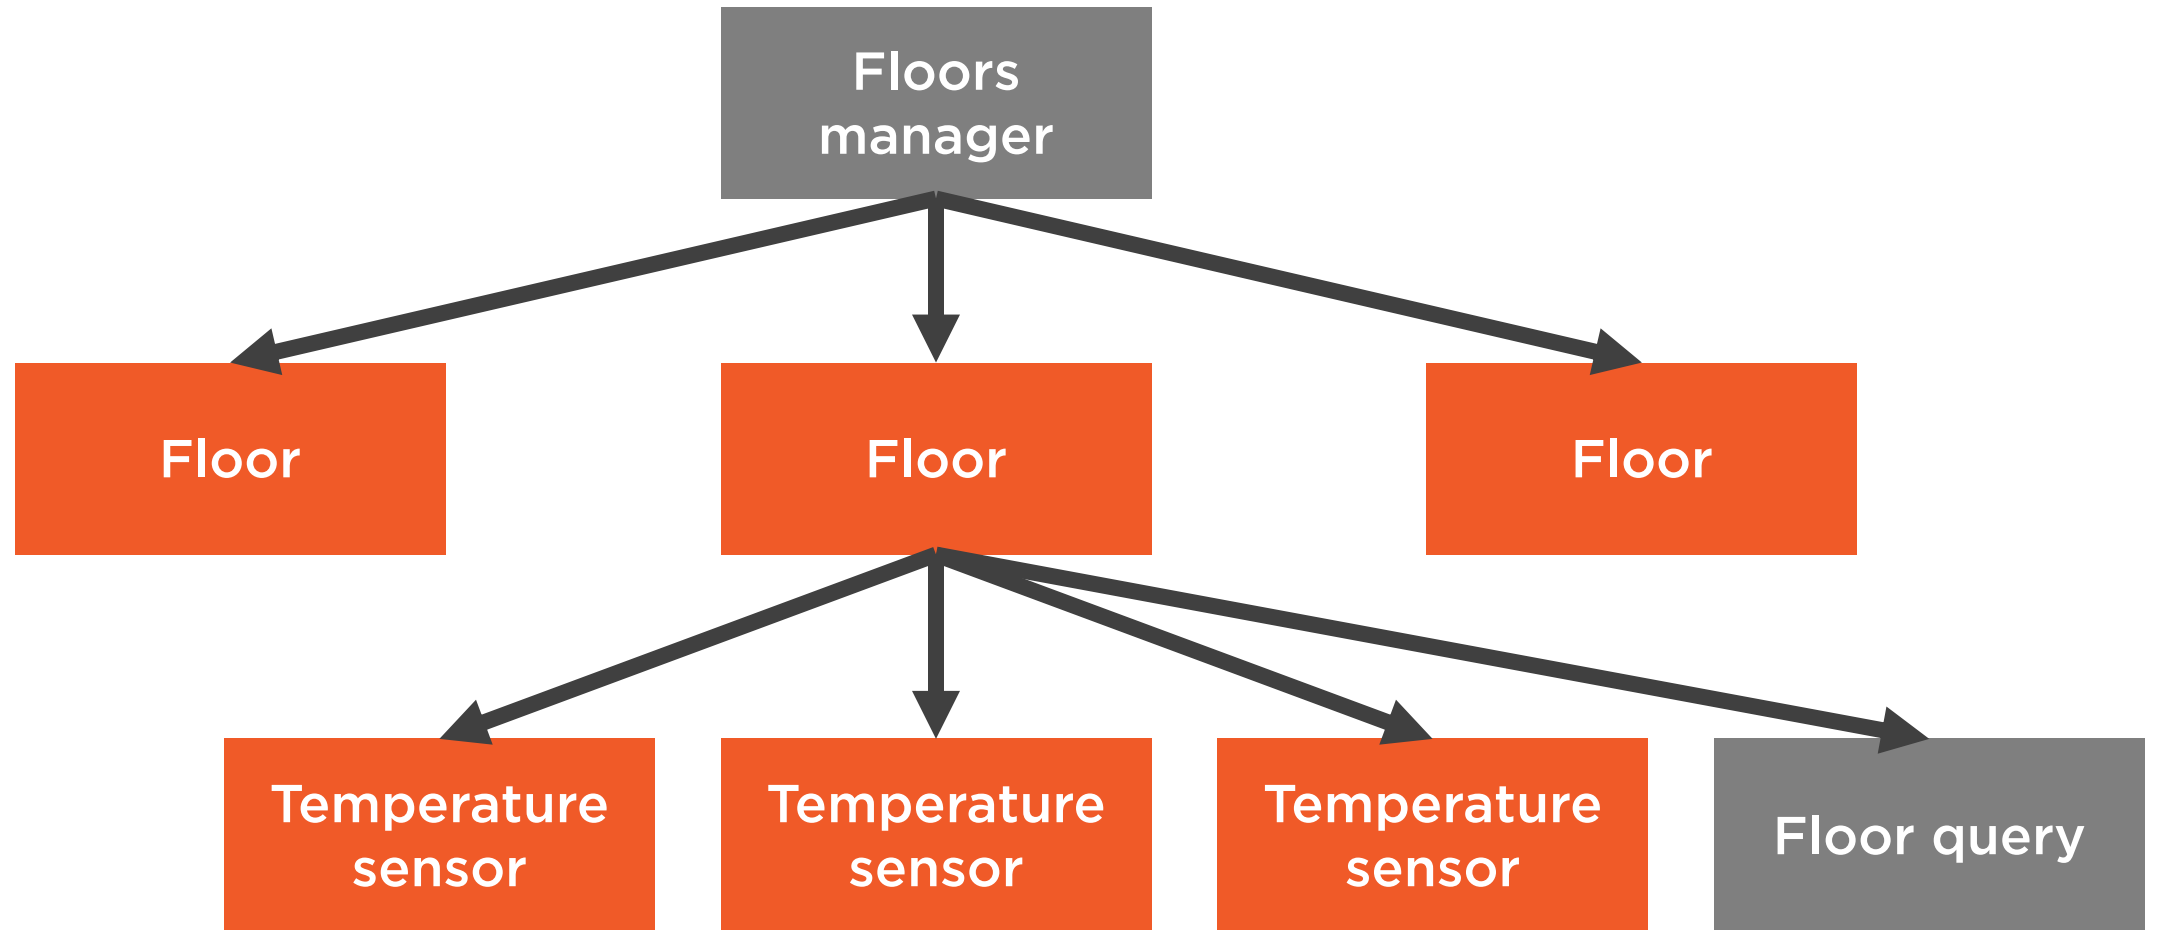 Floors
manager
Floor
Floor
Floor
Temperature
sensor
Temperature
sensor
Temperature
sensor
Floor query